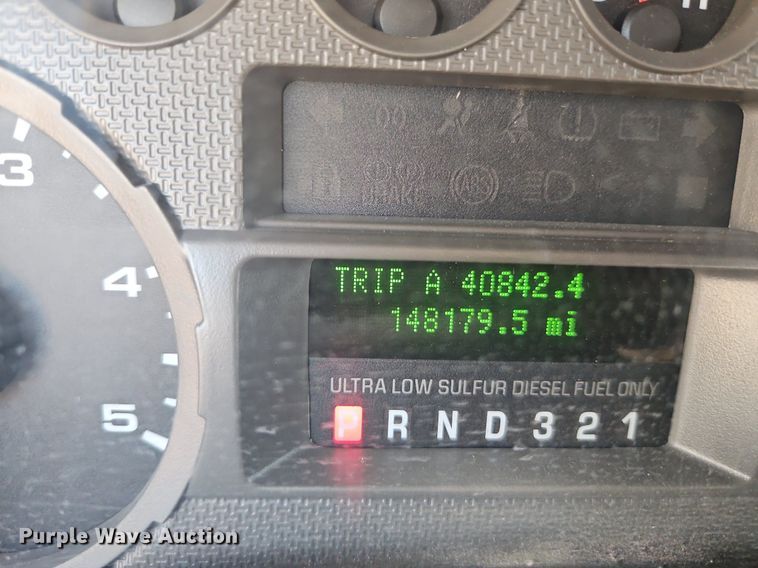 H
3
4
5
ABS
TRIP A 40842.4
148179.5 mi
ULTRA LOW SULFUR DIESEL FUEL ONLY
P R N D 3 2 1
Purple Wave Auction®